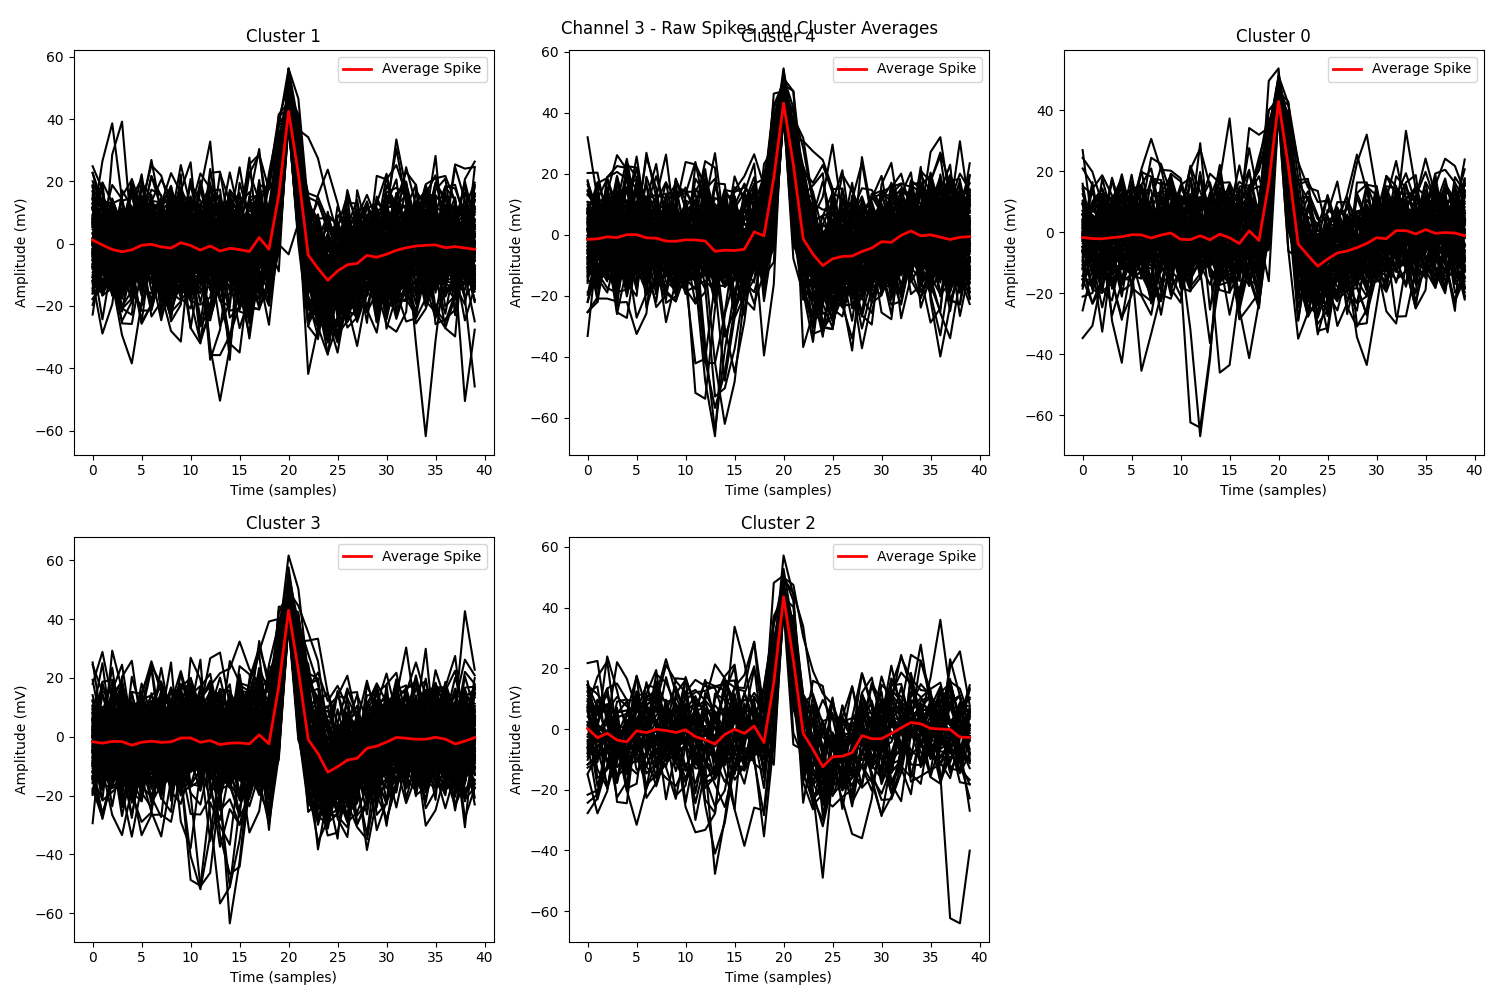 Channel 3 - Raw Spikes and Cluster Averages
Cluster 1
Average Spike
Amplitude (mV)
60
40
20
0
−20
−40
−60
0 5 10 15 20 25 30 35 40
Time (samples)
Cluster 4
Average Spike
Amplitude (mV)
60
40
20
0
−20
−40
−60
0 5 10 15 20 25 30 35 40
Time (samples)
Cluster 0
Average Spike
Amplitude (mV)
40
20
0
−20
−40
−60
0 5 10 15 20 25 30 35 40
Time (samples)
Cluster 3
Average Spike
Amplitude (mV)
60
40
20
0
−20
−40
−60
0 5 10 15 20 25 30 35 40
Time (samples)
Cluster 2
Average Spike
Amplitude (mV)
60
40
20
0
−20
−40
−60
0 5 10 15 20 25 30 35 40
Time (samples)